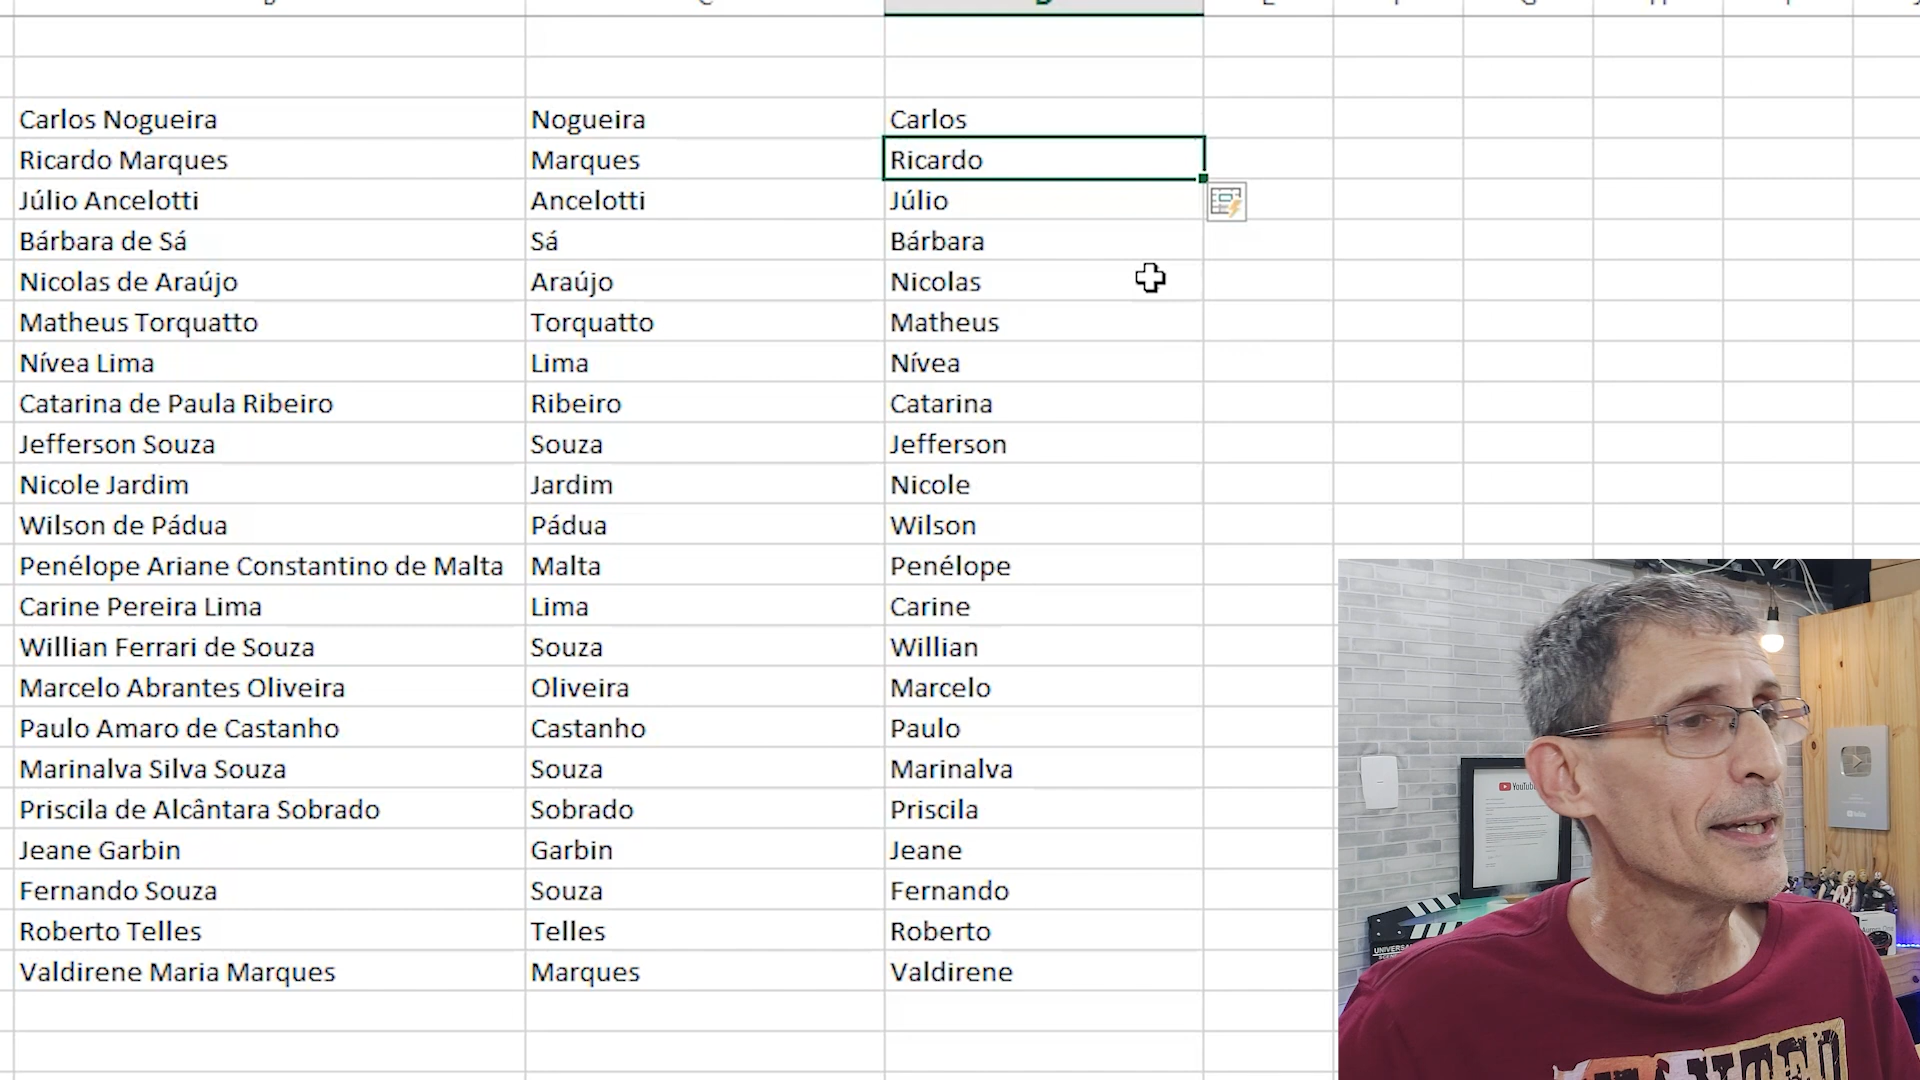 Carlos Nogueira Nogueira Carlos
Ricardo Marques Marques Ricardo
Júlio Ancelotti Ancelotti Júlio
Bárbara de Sá Sá Bárbara
Nicolas de Araújo Araújo Nicolas
Matheus Torquatto Torquatto Matheus
Nívea Lima Lima Nívea
Catarina de Paula Ribeiro Ribeiro Catarina
Jefferson Souza Souza Jefferson
Nicole Jardim Jardim Nicole
Wilson de Pádua Pádua Wilson
Penélope Ariane Constantino de Malta Malta Penélope
Carine Pereira Lima Lima Carine
Willian Ferrari de Souza Souza Willian
Marcelo Abrantes Oliveira Oliveira Marcelo
Paulo Amaro de Castanho Castanho Paulo
Marinalva Silva Souza Souza Marinalva
Priscila de Alcântara Sobrado Sobrado Priscila
Jeane Garbin Garbin Jeane
Fernando Souza Souza Fernando
Roberto Telles Telles Roberto
Valdirene Maria Marques Marques Valdirene
YouTube